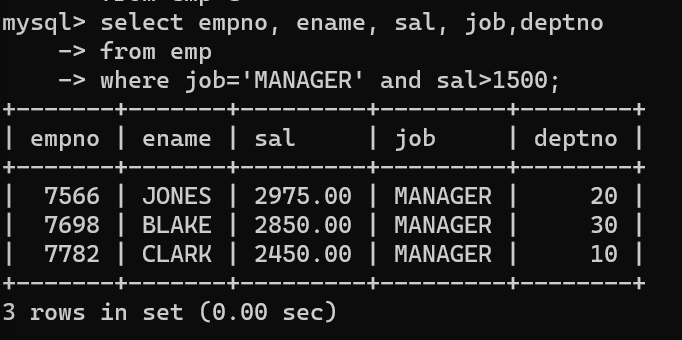 mysql> select empno, ename, sal, job,deptno
    -> from emp
    -> where job='MANAGER' and sal>1500;
+-------+-------+---------+---------+--------+
| empno | ename | sal     | job     | deptno |
+-------+-------+---------+---------+--------+
|  7566 | JONES | 2975.00 | MANAGER |     20 |
|  7698 | BLAKE | 2850.00 | MANAGER |     30 |
|  7782 | CLARK | 2450.00 | MANAGER |     10 |
+-------+-------+---------+---------+--------+
3 rows in set (0.00 sec)